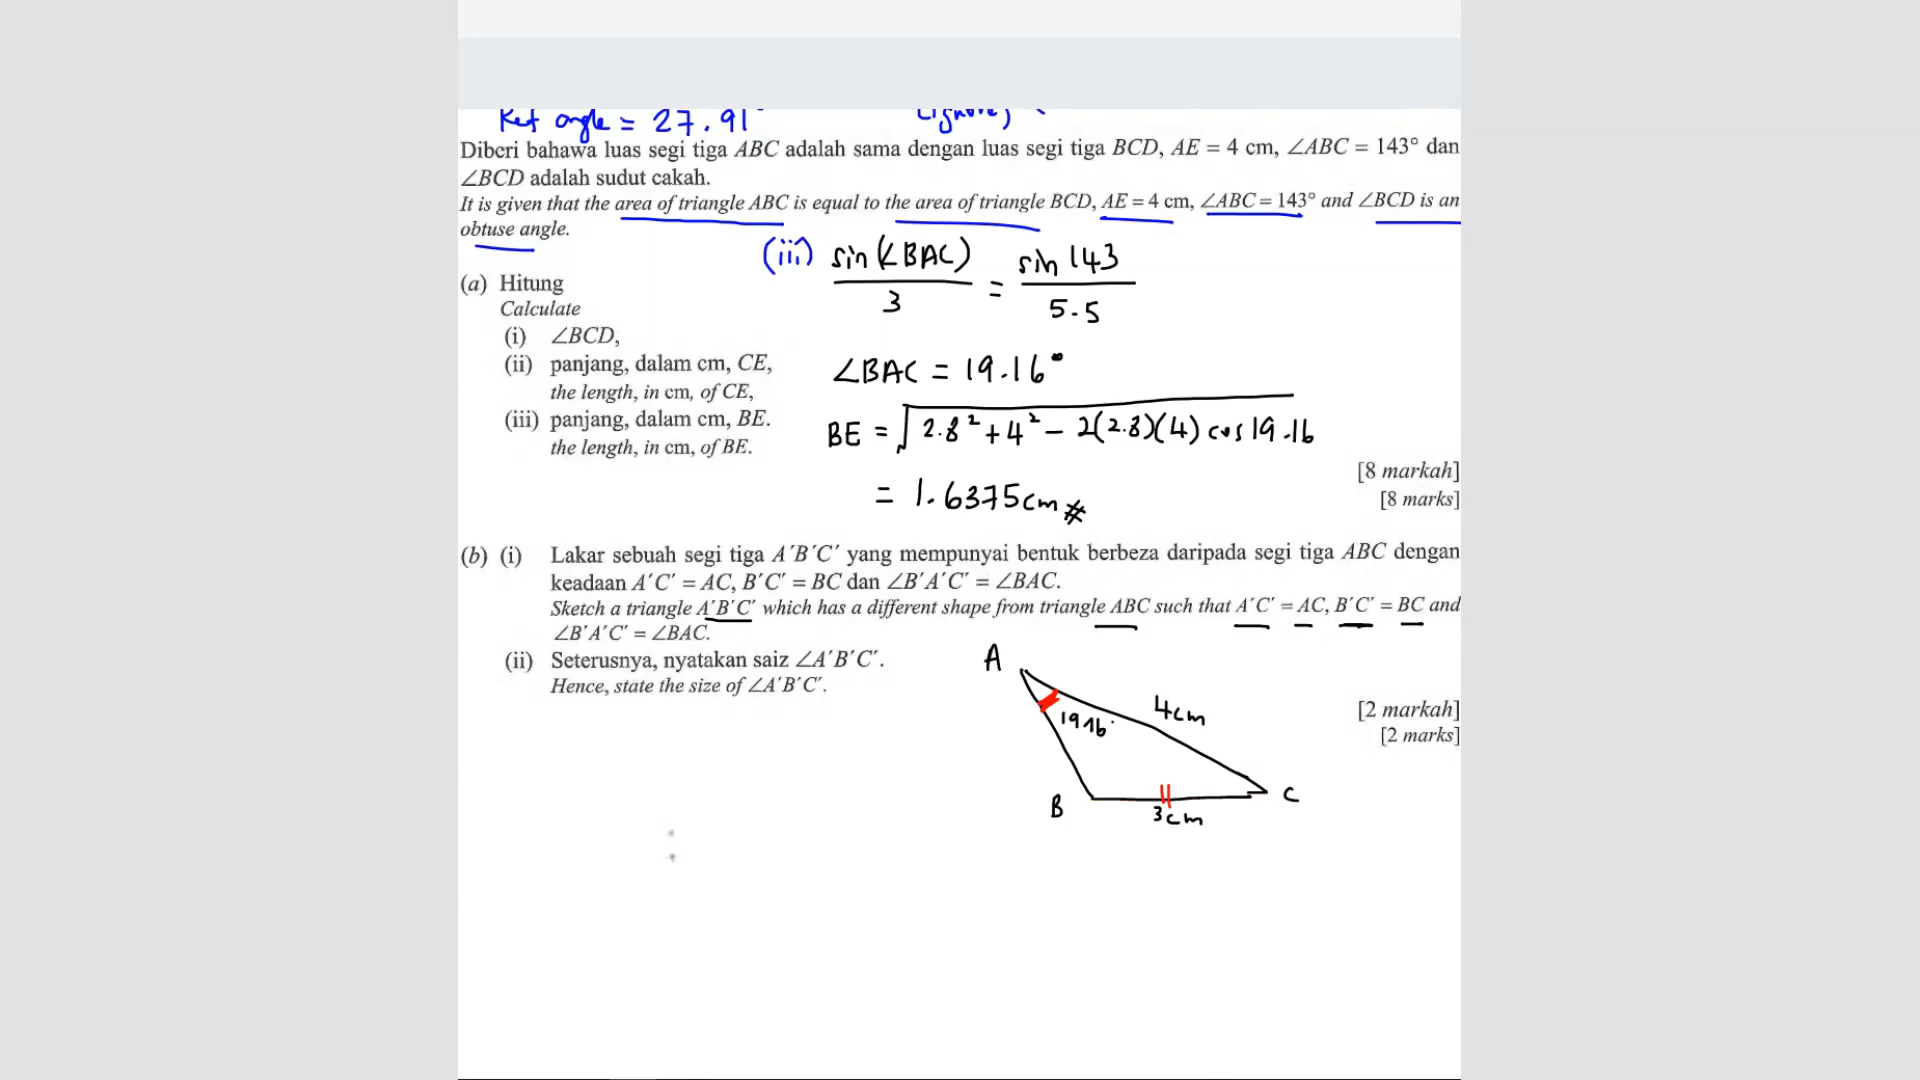 Ref angle = 27.91°
(ignore)
Diberi bahawa luas segi tiga ABC adalah sama dengan luas segi tiga BCD, AE = 4 cm, ∠ABC = 143° dan
∠BCD adalah sudut cakah.
It is given that the area of triangle ABC is equal to the area of triangle BCD, AE = 4 cm, ∠ABC = 143° and ∠BCD is an
obtuse angle.
(iii) sin(∠BAC)/3 = sin 143/5.5
(a) Hitung
Calculate
(i) ∠BCD,
(ii) panjang, dalam cm, CE,
the length, in cm, of CE,
(iii) panjang, dalam cm, BE.
the length, in cm, of BE.
∠BAC = 19.16°
BE = √2.8² + 4² − 2(2.8)(4) cos 19.16
= 1.6375cm #
[8 markah]
[8 marks]
(b) (i) Lakar sebuah segi tiga A′B′C′ yang mempunyai bentuk berbeza daripada segi tiga ABC dengan
keadaan A′C′ = AC, B′C′ = BC dan ∠B′A′C′ = ∠BAC.
Sketch a triangle A′B′C′ which has a different shape from triangle ABC such that A′C′ = AC, B′C′ = BC and
∠B′A′C′ = ∠BAC.
(ii) Seterusnya, nyatakan saiz ∠A′B′C′.
Hence, state the size of ∠A′B′C′.
[2 markah]
[2 marks]
A
4cm
19.16°
B
C
3cm